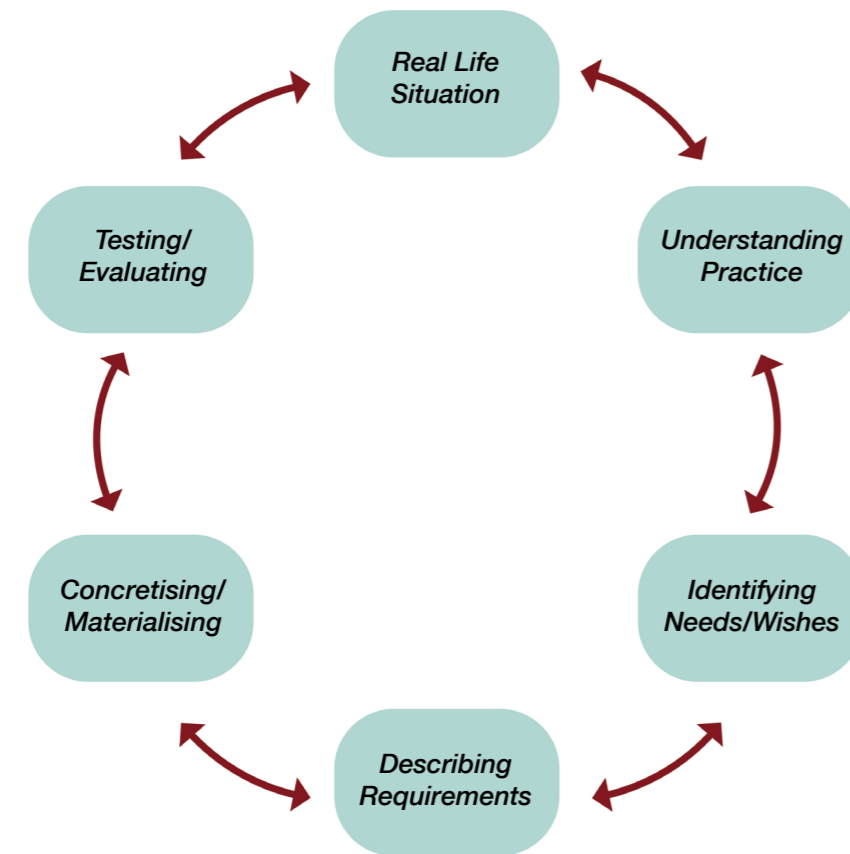 Real Life
Situation
Understanding
Practice
Identifying
Needs/Wishes
Describing
Requirements
Concretising/
Materialising
Testing/
Evaluating